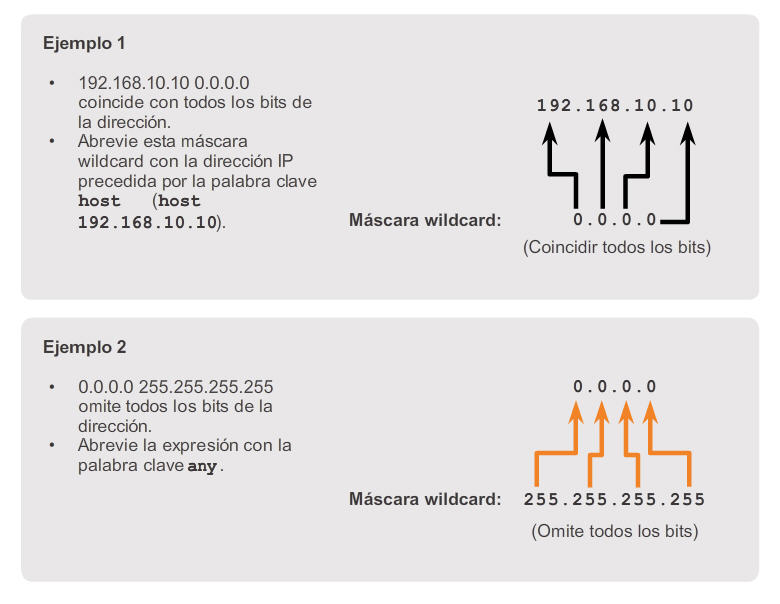 Ejemplo 1
• 192.168.10.10 0.0.0.0
coincide con todos los bits de
la dirección.
• Abrevie esta máscara
wildcard con la dirección IP
precedida por la palabra clave
host (host
192.168.10.10).
192.168.10.10
Máscara wildcard: 0.0.0.0
(Coincidir todos los bits)
Ejemplo 2
• 0.0.0.0 255.255.255.255
omite todos los bits de la
dirección.
• Abrevie la expresión con la
palabra clave any.
0.0.0.0
Máscara wildcard: 255.255.255.255
(Omite todos los bits)